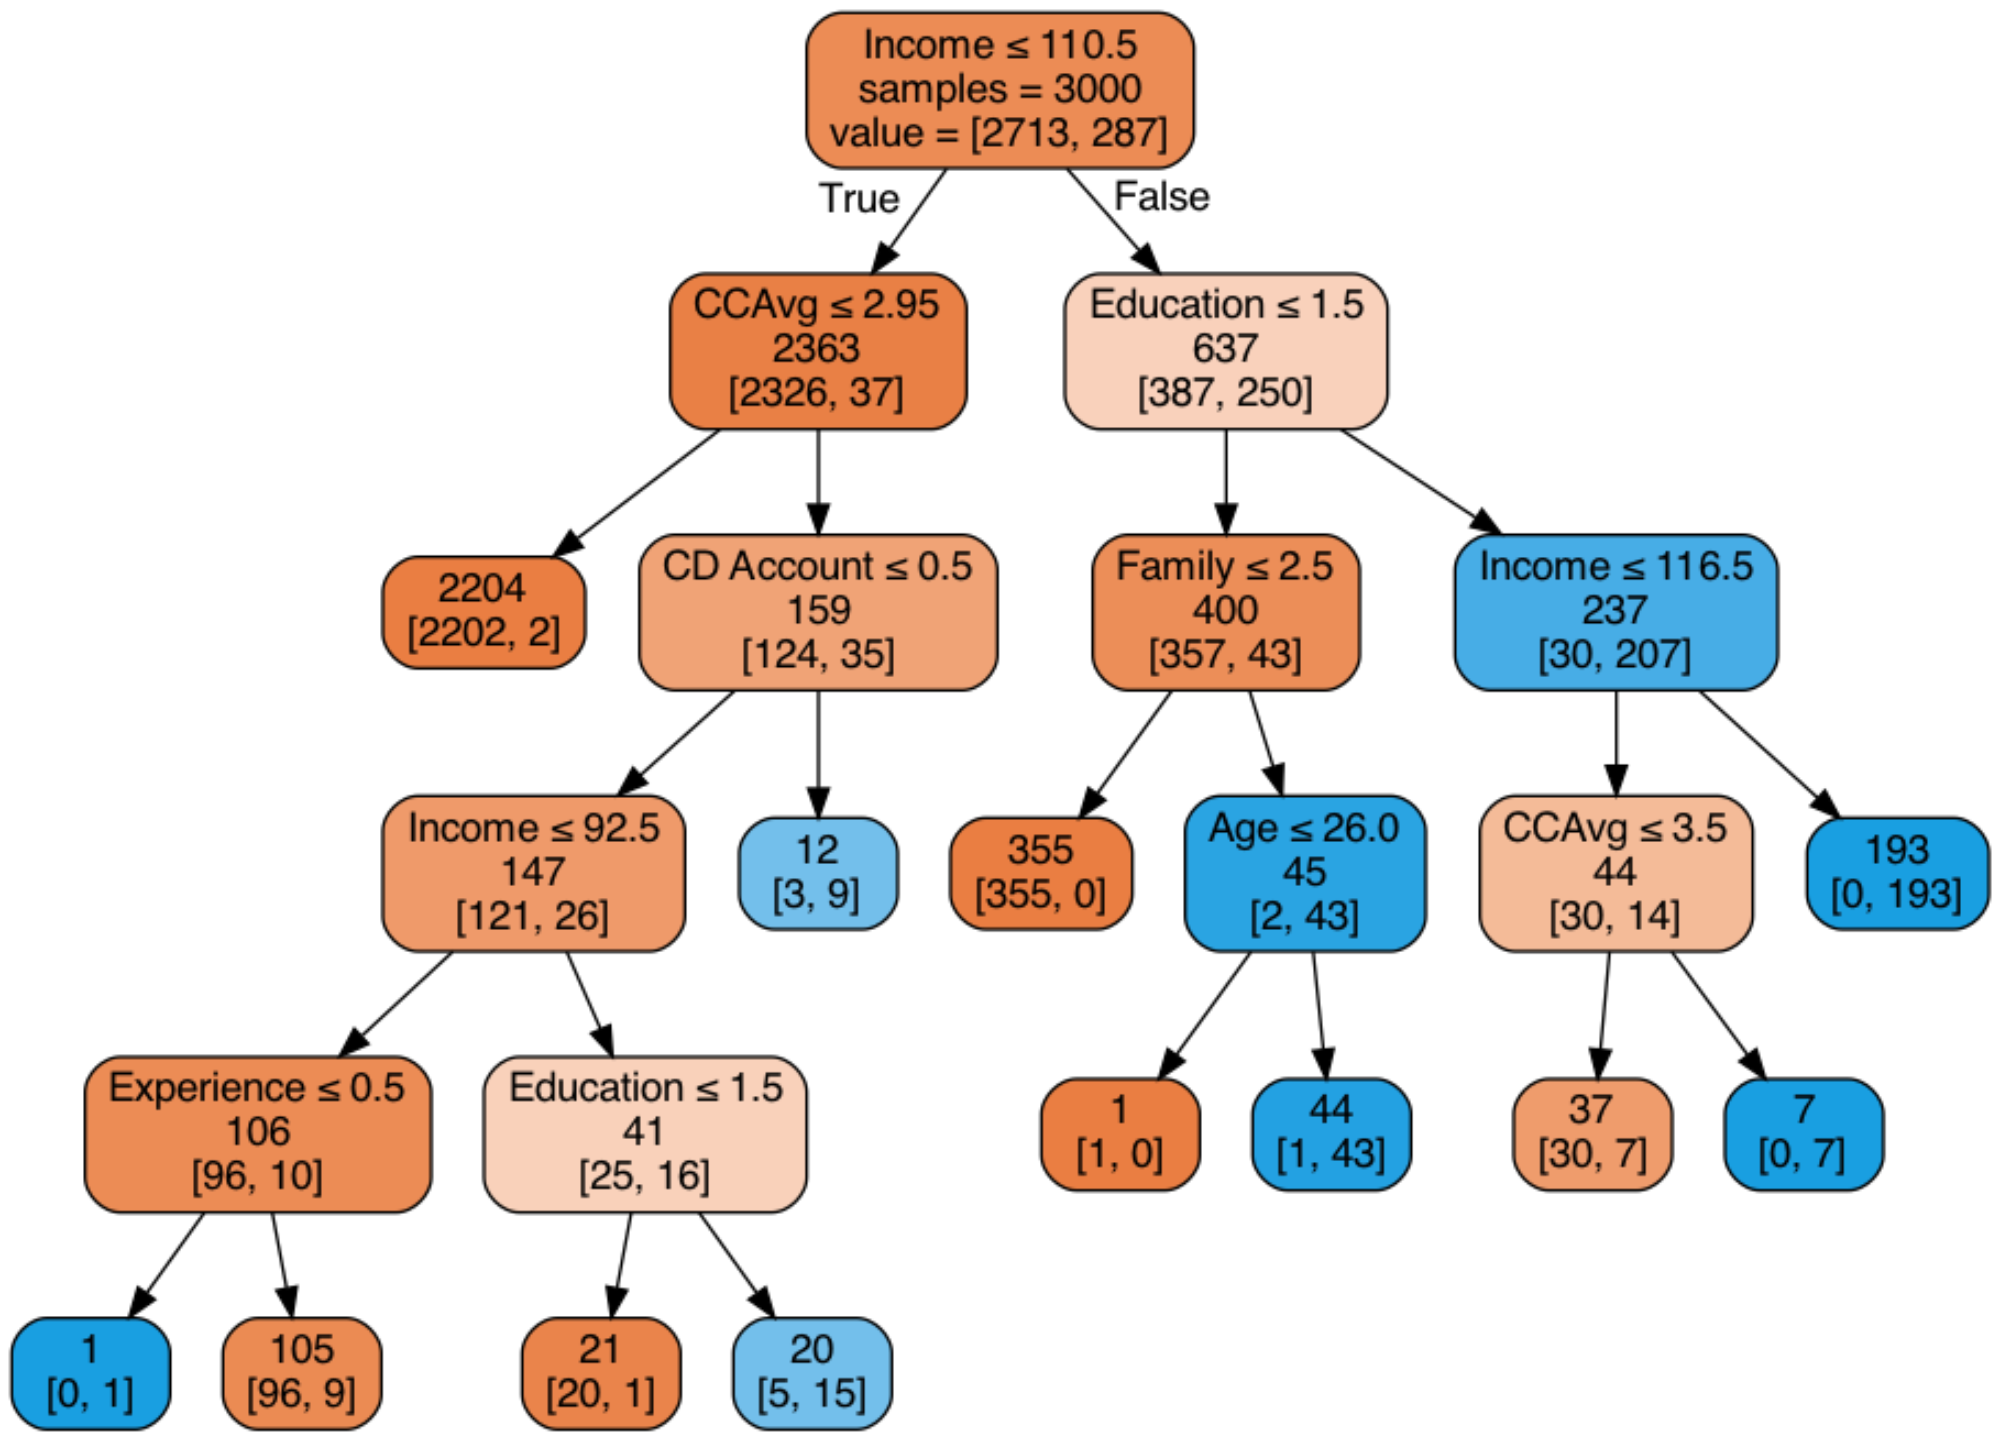 Income ≤ 110.5
samples = 3000
value = [2713, 287]
True
False
CCAvg ≤ 2.95
2363
[2326, 37]
Education ≤ 1.5
637
[387, 250]
2204
[2202, 2]
CD Account ≤ 0.5
159
[124, 35]
Family ≤ 2.5
400
[357, 43]
Income ≤ 116.5
237
[30, 207]
Income ≤ 92.5
147
[121, 26]
12
[3, 9]
355
[355, 0]
Age ≤ 26.0
45
[2, 43]
CCAvg ≤ 3.5
44
[30, 14]
193
[0, 193]
Experience ≤ 0.5
106
[96, 10]
Education ≤ 1.5
41
[25, 16]
1
[1, 0]
44
[1, 43]
37
[30, 7]
7
[0, 7]
1
[0, 1]
105
[96, 9]
21
[20, 1]
20
[5, 15]